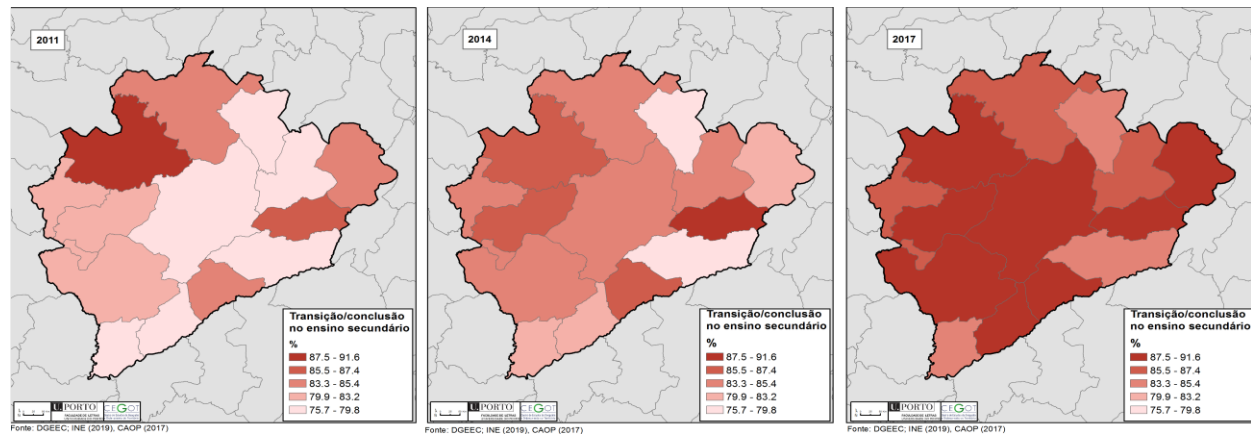 2011
Transição/conclusão
no ensino secundário
%
87.5 - 91.6
85.5 - 87.4
83.3 - 85.4
79.9 - 83.2
75.7 - 79.8
U.PORTO
CEGOT
Fonte: DGEEC; INE (2019), CAOP (2017)
2014
Transição/conclusão
no ensino secundário
%
87.5 - 91.6
85.5 - 87.4
83.3 - 85.4
79.9 - 83.2
75.7 - 79.8
U.PORTO
CEGOT
Fonte: DGEEC; INE (2019), CAOP (2017)
2017
Transição/conclusão
no ensino secundário
%
87.5 - 91.6
85.5 - 87.4
83.3 - 85.4
79.9 - 83.2
75.7 - 79.8
U.PORTO
CEGOT
Fonte: DGEEC; INE (2019), CAOP (2017)